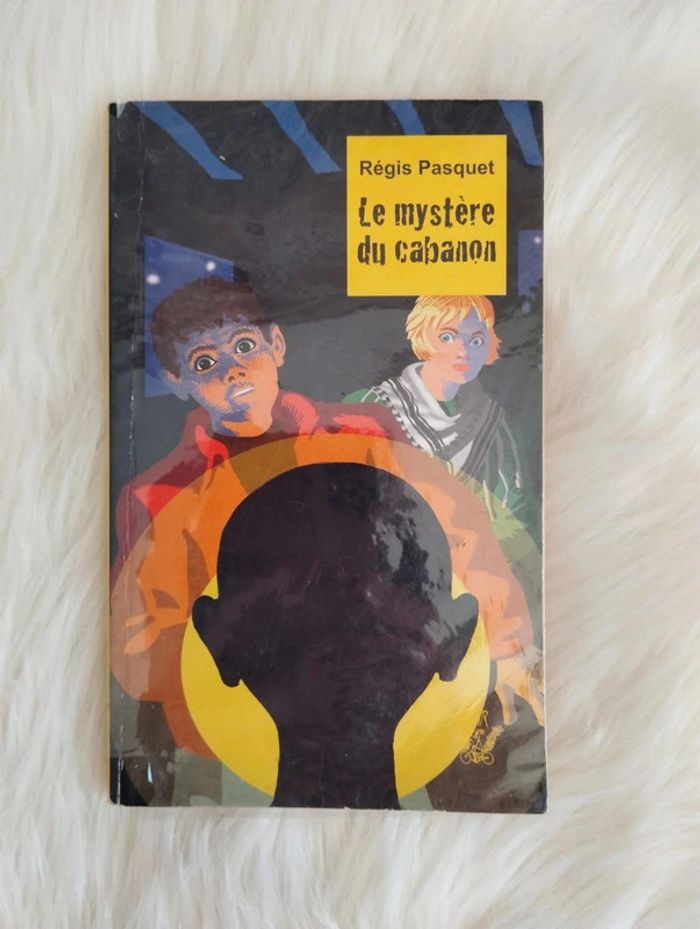 Régis Pasquet
Le mystère
du cabanon